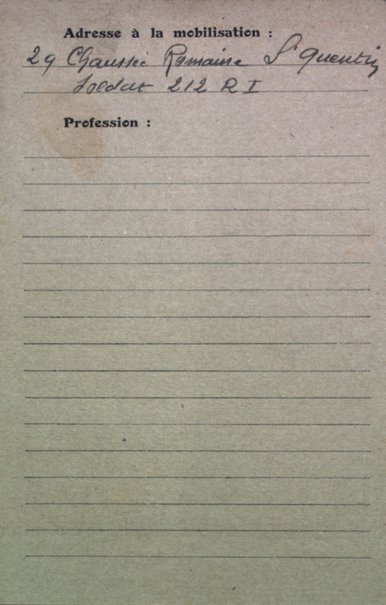 Adresse à la mobilisation :
29 Chaussée Romaine St Quentin
Soldat 212 R I
Profession :